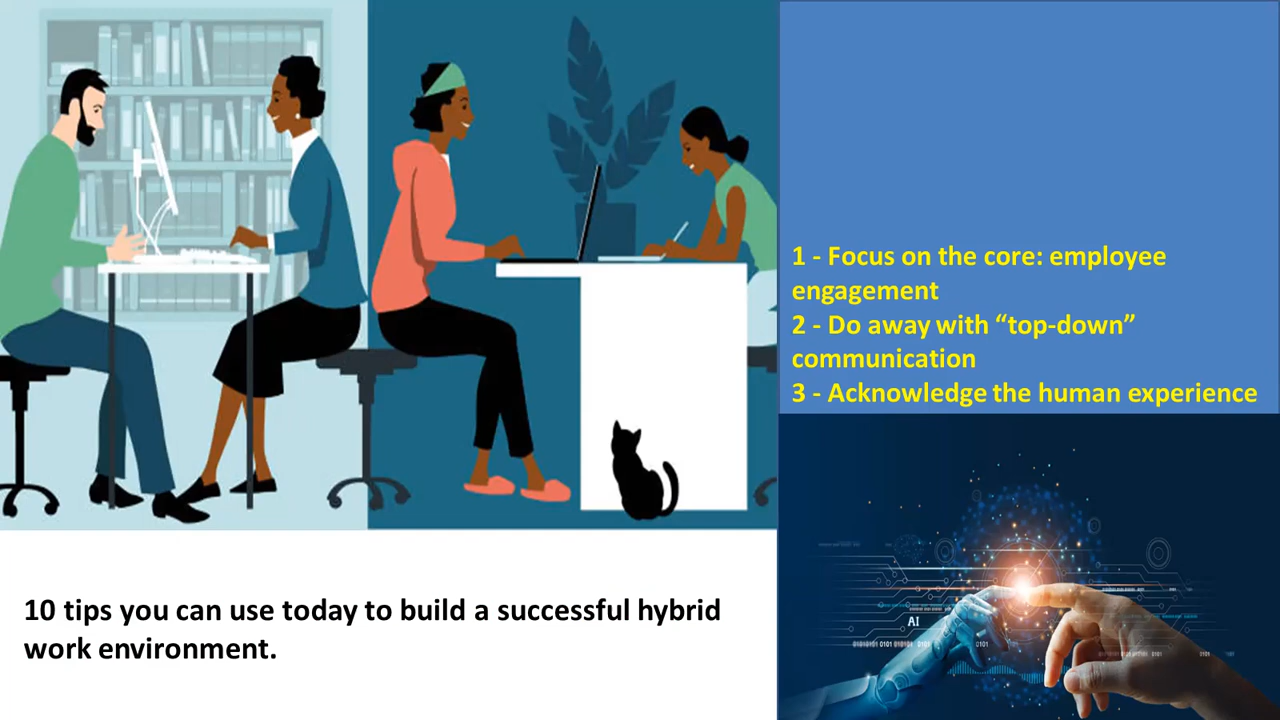 1 - Focus on the core: employee
engagement
2 - Do away with “top-down”
communication
3 - Acknowledge the human experience
10 tips you can use today to build a successful hybrid
work environment.
AI